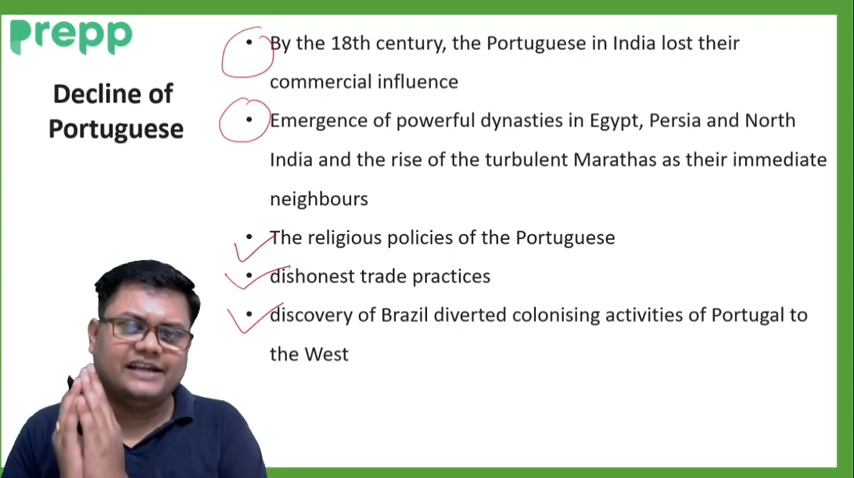 prepp
Decline of
Portuguese
• By the 18th century, the Portuguese in India lost their
commercial influence
• Emergence of powerful dynasties in Egypt, Persia and North
India and the rise of the turbulent Marathas as their immediate
neighbours
• The religious policies of the Portuguese
• dishonest trade practices
• discovery of Brazil diverted colonising activities of Portugal to
the West